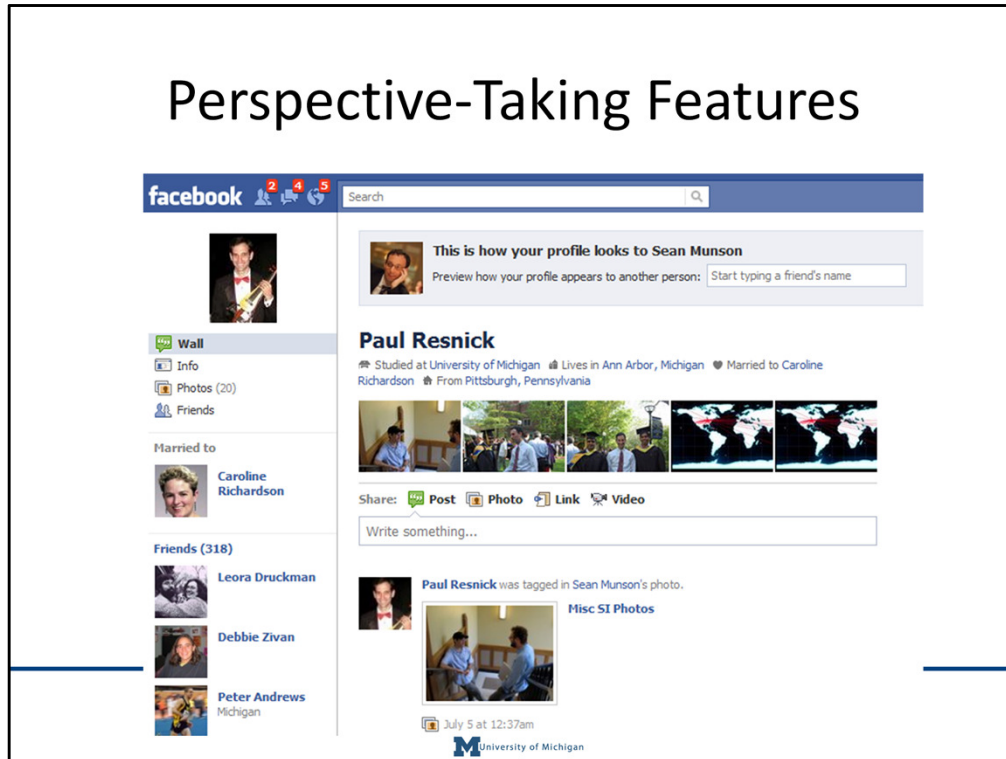 Perspective-Taking Features
facebook 2 4 5 Search
This is how your profile looks to Sean Munson
Preview how your profile appears to another person: Start typing a friend's name
Wall
Info
Photos (20)
Friends
Married to
Caroline
Richardson
Friends (318)
Leora Druckman
Debbie Zivan
Peter Andrews
Michigan
Paul Resnick
Studied at University of Michigan Lives in Ann Arbor, Michigan Married to Caroline
Richardson From Pittsburgh, Pennsylvania
Share: Post Photo Link Video
Write something...
Paul Resnick was tagged in Sean Munson's photo.
Misc SI Photos
July 5 at 12:37am
M University of Michigan